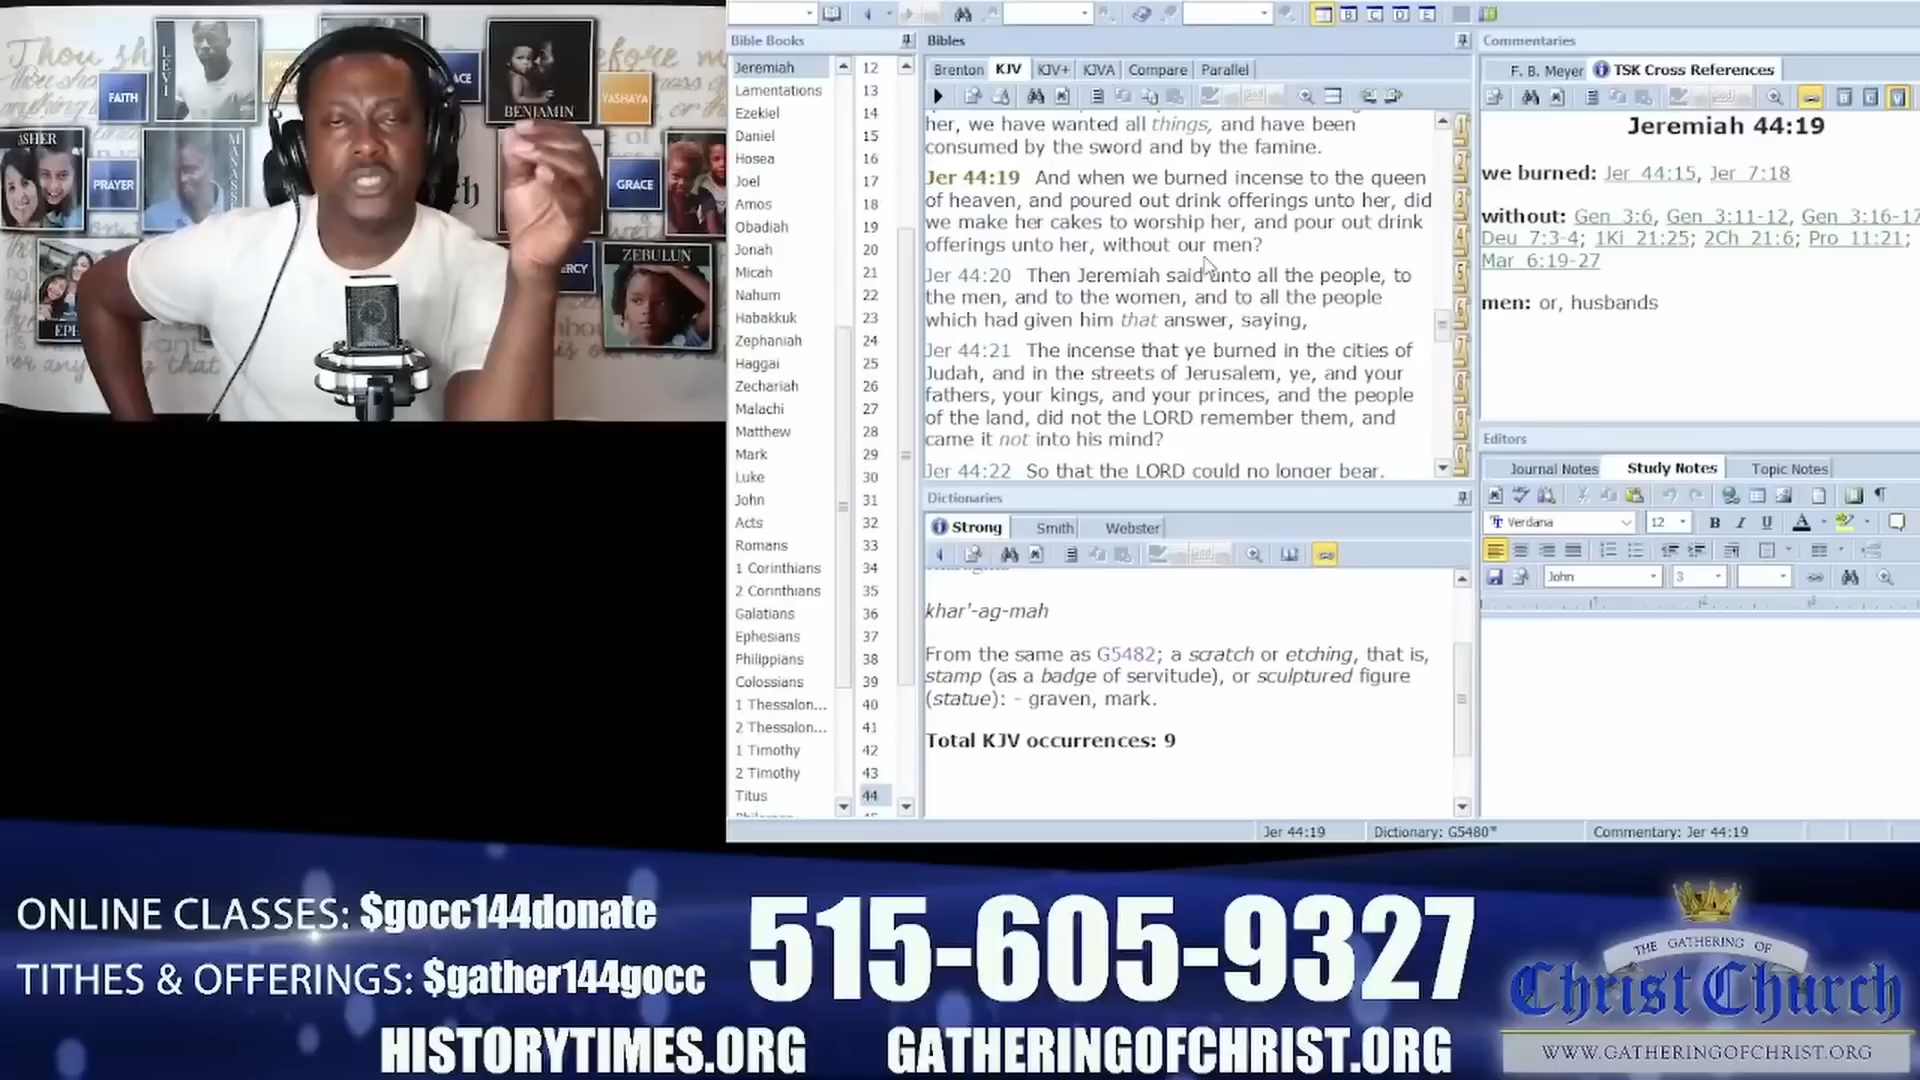 Thou sh
before m
LEVI
FAITH
GRACE
BENJAMIN
YASHAYA
ASHER
MANASS
PRAYER
GRACE
MERCY
ZEBULUN
EPH
that
Bible Books
Jeremiah
Lamentations
Ezekiel
Daniel
Hosea
Joel
Amos
Obadiah
Jonah
Micah
Nahum
Habakkuk
Zephaniah
Haggai
Zechariah
Malachi
Matthew
Mark
Luke
John
Acts
Romans
1 Corinthians
2 Corinthians
Galatians
Ephesians
Philippians
Colossians
1 Thessalon...
2 Thessalon...
1 Timothy
2 Timothy
Titus
12
13
14
15
16
17
18
19
20
21
22
23
24
25
26
27
28
29
30
31
32
33
34
35
36
37
38
39
40
41
42
43
44
Bibles
Brenton KJV KJV+ KJVA Compare Parallel
her, we have wanted all things, and have been
consumed by the sword and by the famine.
Jer 44:19 And when we burned incense to the queen
of heaven, and poured out drink offerings unto her, did
we make her cakes to worship her, and pour out drink
offerings unto her, without our men?
Jer 44:20 Then Jeremiah said unto all the people, to
the men, and to the women, and to all the people
which had given him that answer, saying,
Jer 44:21 The incense that ye burned in the cities of
Judah, and in the streets of Jerusalem, ye, and your
fathers, your kings, and your princes, and the people
of the land, did not the LORD remember them, and
came it not into his mind?
Jer 44:22 So that the LORD could no longer bear,
Dictionaries
Strong Smith Webster
khar'-ag-mah
From the same as G5482; a scratch or etching, that is,
stamp (as a badge of servitude), or sculptured figure
(statue): - graven, mark.
Total KJV occurrences: 9
Commentaries
F. B. Meyer TSK Cross References
Jeremiah 44:19
we burned: Jer 44:15, Jer 7:18
without: Gen 3:6, Gen 3:11-12, Gen 3:16-17
Deu 7:3-4; 1Ki 21:25; 2Ch 21:6; Pro 11:21;
Mar 6:19-27
men: or, husbands
Editors
Journal Notes Study Notes Topic Notes
Verdana 12 B I U A
John 3
Jer 44:19 Dictionary: G5480* Commentary: Jer 44:19
ONLINE CLASSES: $gocc144donate
TITHES & OFFERINGS: $gather144gocc
515-605-9327
HISTORYTIMES.ORG GATHERINGOFCHRIST.ORG
THE GATHERING OF
Christ Church
WWW.GATHERINGOFCHRIST.ORG